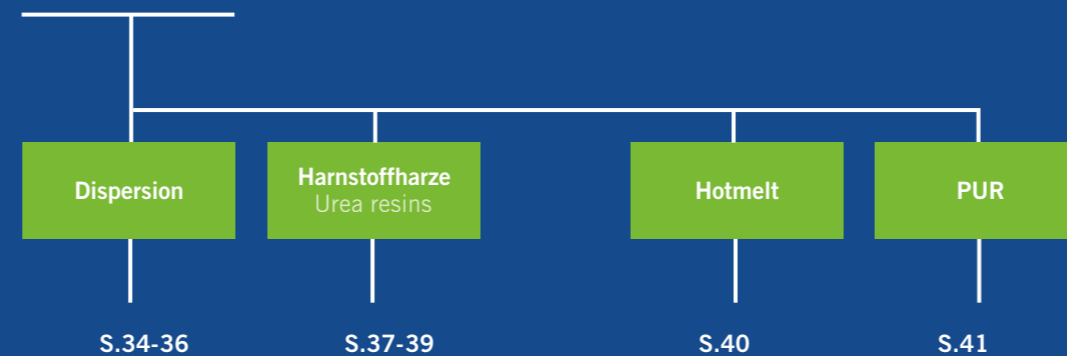 Dispersion
Harnstoffharze
Urea resins
Hotmelt
PUR
S.34-36
S.37-39
S.40
S.41